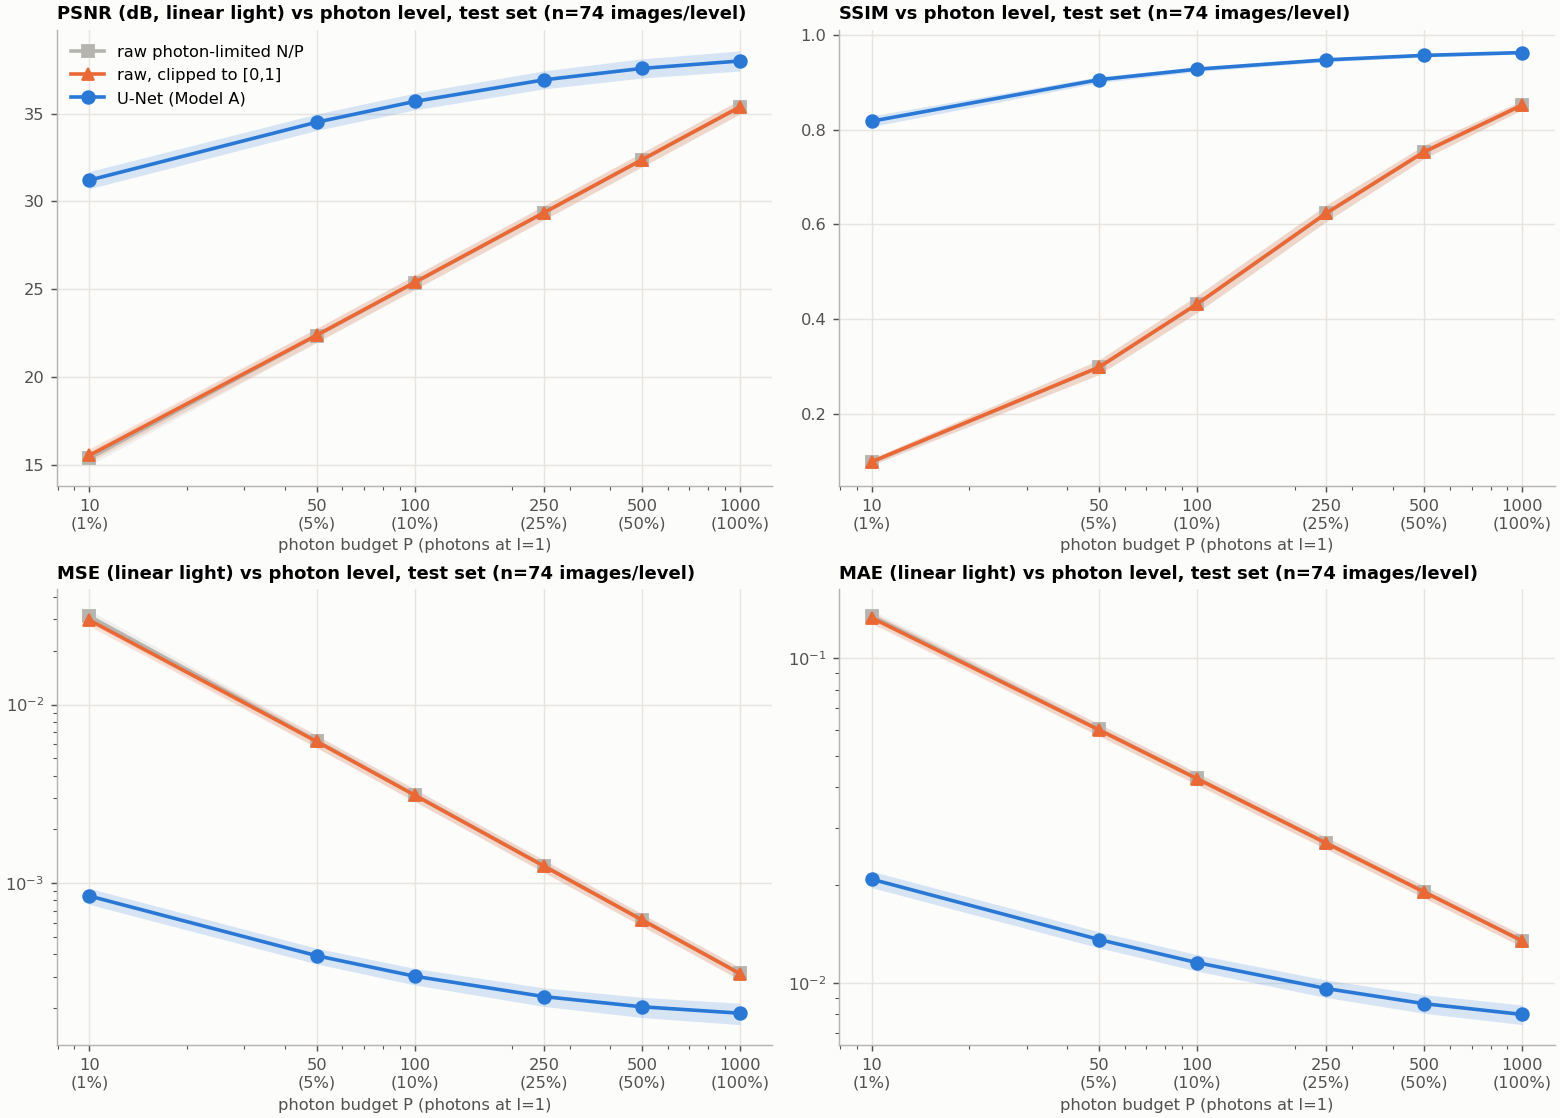 PSNR (dB, linear light) vs photon level, test set (n=74 images/level)
raw photon-limited N/P
raw, clipped to [0,1]
U-Net (Model A)
35
30
25
20
15
10 50 100 250 500 1000
(1%) (5%) (10%) (25%) (50%) (100%)
photon budget P (photons at I=1)
SSIM vs photon level, test set (n=74 images/level)
1.0
0.8
0.6
0.4
0.2
10 50 100 250 500 1000
(1%) (5%) (10%) (25%) (50%) (100%)
photon budget P (photons at I=1)
MSE (linear light) vs photon level, test set (n=74 images/level)
10⁻²
10⁻³
10 50 100 250 500 1000
(1%) (5%) (10%) (25%) (50%) (100%)
photon budget P (photons at I=1)
MAE (linear light) vs photon level, test set (n=74 images/level)
10⁻¹
10⁻²
10 50 100 250 500 1000
(1%) (5%) (10%) (25%) (50%) (100%)
photon budget P (photons at I=1)